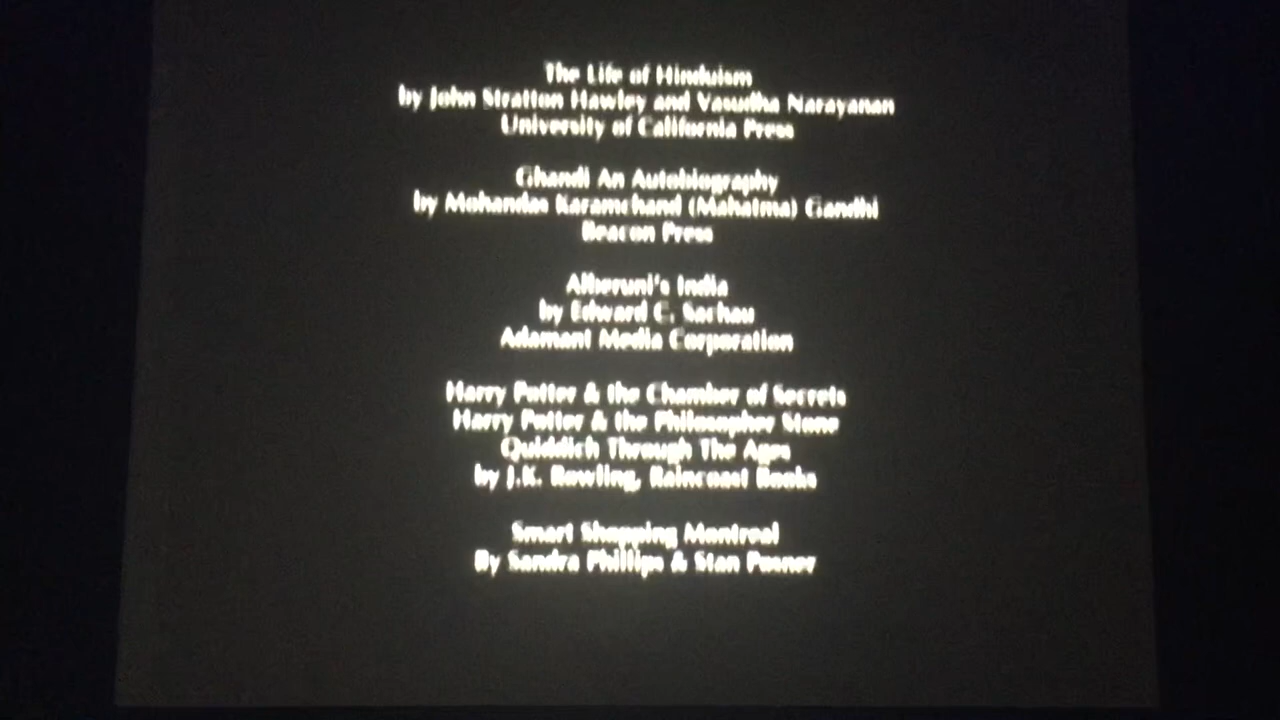 The Life of Hinduism
by John Stratton Hawley and Vasudha Narayanan
University of California Press
Ghandi An Autobiography
by Mohandas Karamchand (Mahatma) Gandhi
Beacon Press
Alberuni's India
by Edward C. Sachau
Adamant Media Corporation
Harry Potter & the Chamber of Secrets
Harry Potter & the Philosopher Stone
Quidditch Through The Ages
by J.K. Rowling, Raincoast Books
Smart Shopping Montreal
By Sandra Phillips & Stan Posner